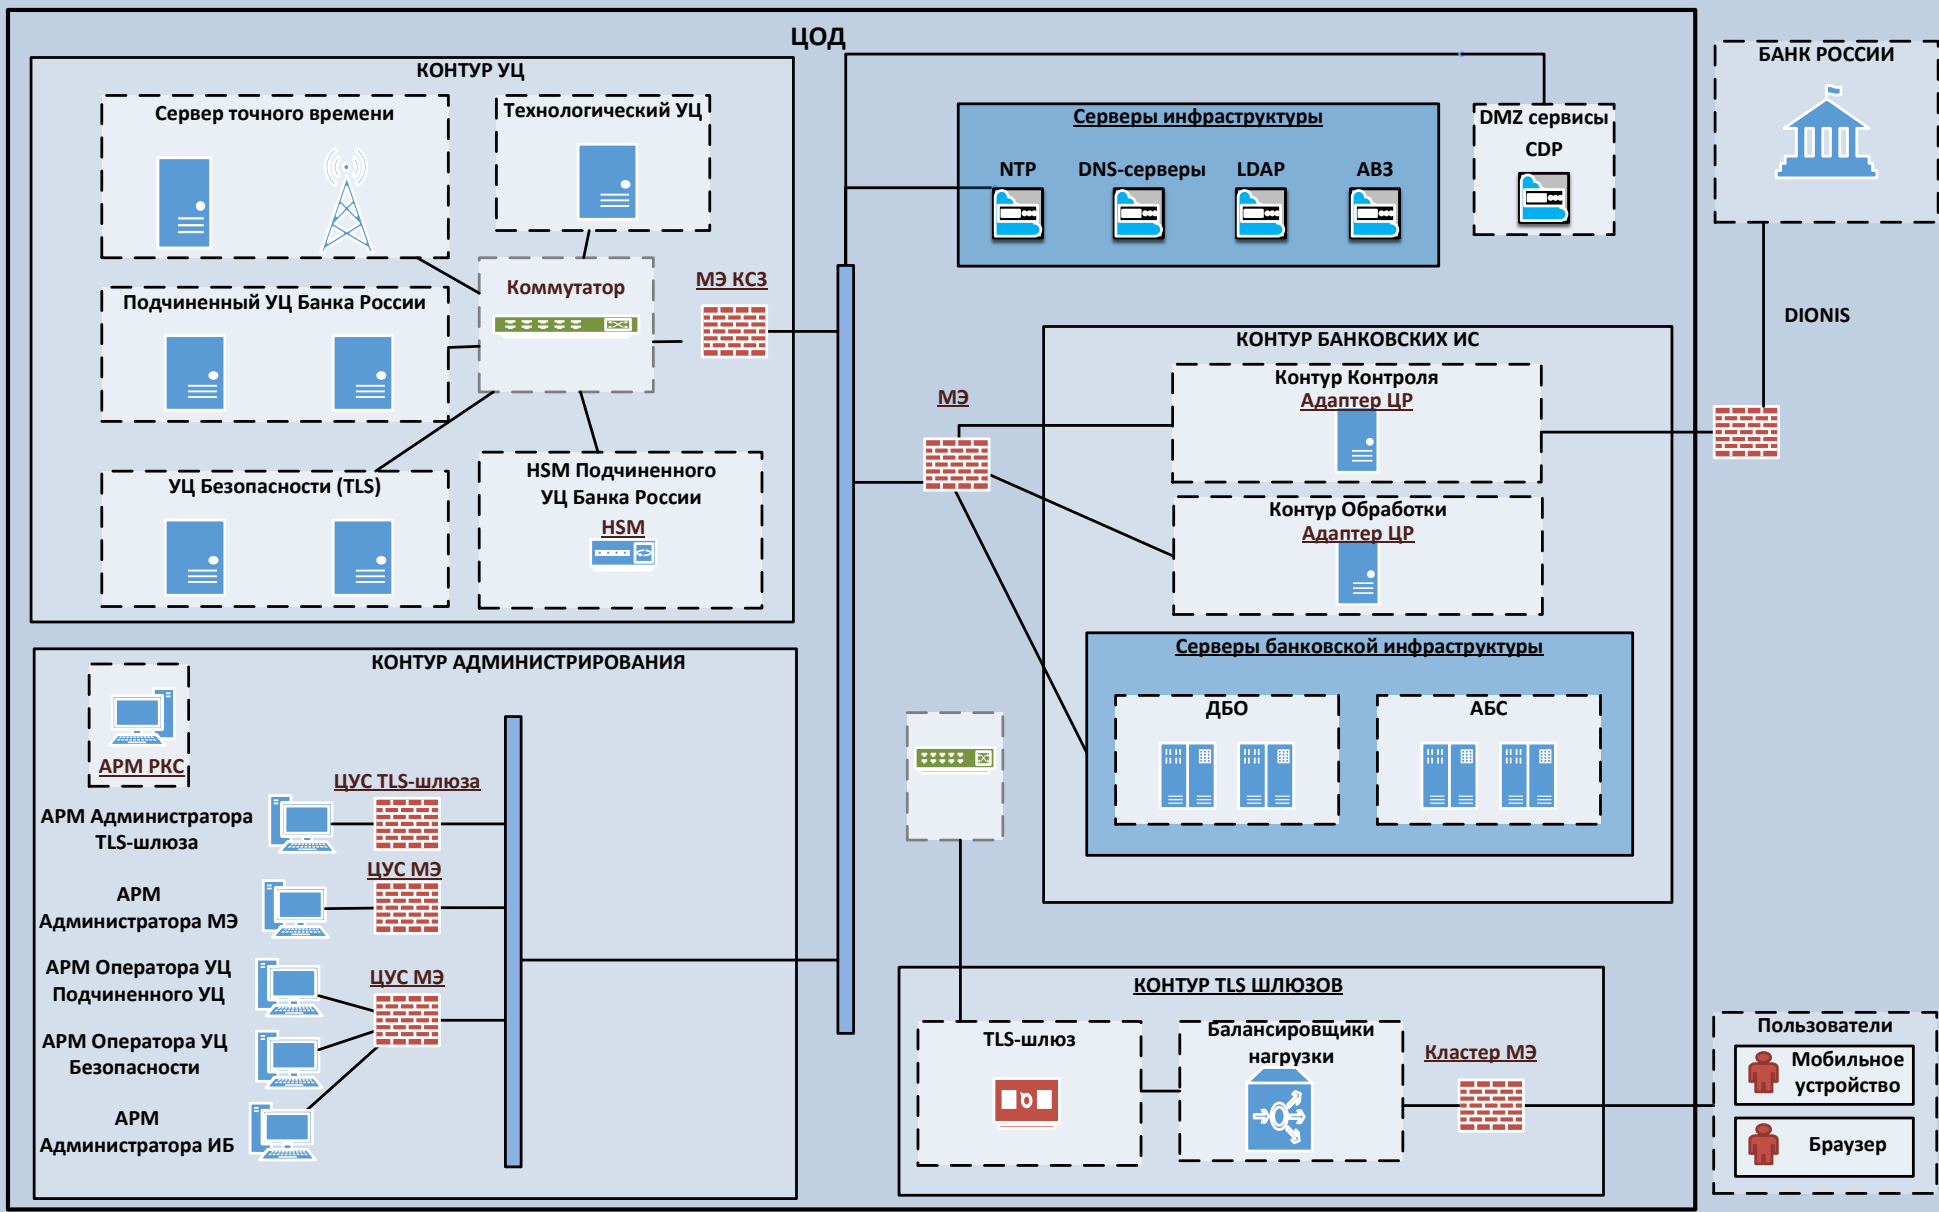 ЦОД
КОНТУР УЦ
Сервер точного времени
Технологический УЦ
Коммутатор
МЭ КС3
Подчиненный УЦ Банка России
УЦ Безопасности (TLS)
HSM Подчиненного
УЦ Банка России
HSM
Серверы инфраструктуры
NTP
DNS-серверы
LDAP
АВЗ
DMZ сервисы
CDP
БАНК РОССИИ
DIONIS
КОНТУР БАНКОВСКИХ ИС
Контур Контроля
Адаптер ЦР
МЭ
Контур Обработки
Адаптер ЦР
Серверы банковской инфраструктуры
ДБО
АБС
КОНТУР АДМИНИСТРИРОВАНИЯ
АРМ РКС
ЦУС TLS-шлюза
АРМ Администратора
TLS-шлюза
ЦУС МЭ
АРМ
Администратора МЭ
АРМ Оператора УЦ
Подчиненного УЦ
ЦУС МЭ
АРМ Оператора УЦ
Безопасности
АРМ
Администратора ИБ
КОНТУР TLS ШЛЮЗОВ
TLS-шлюз
Балансировщики
нагрузки
Кластер МЭ
Пользователи
Мобильное
устройство
Браузер